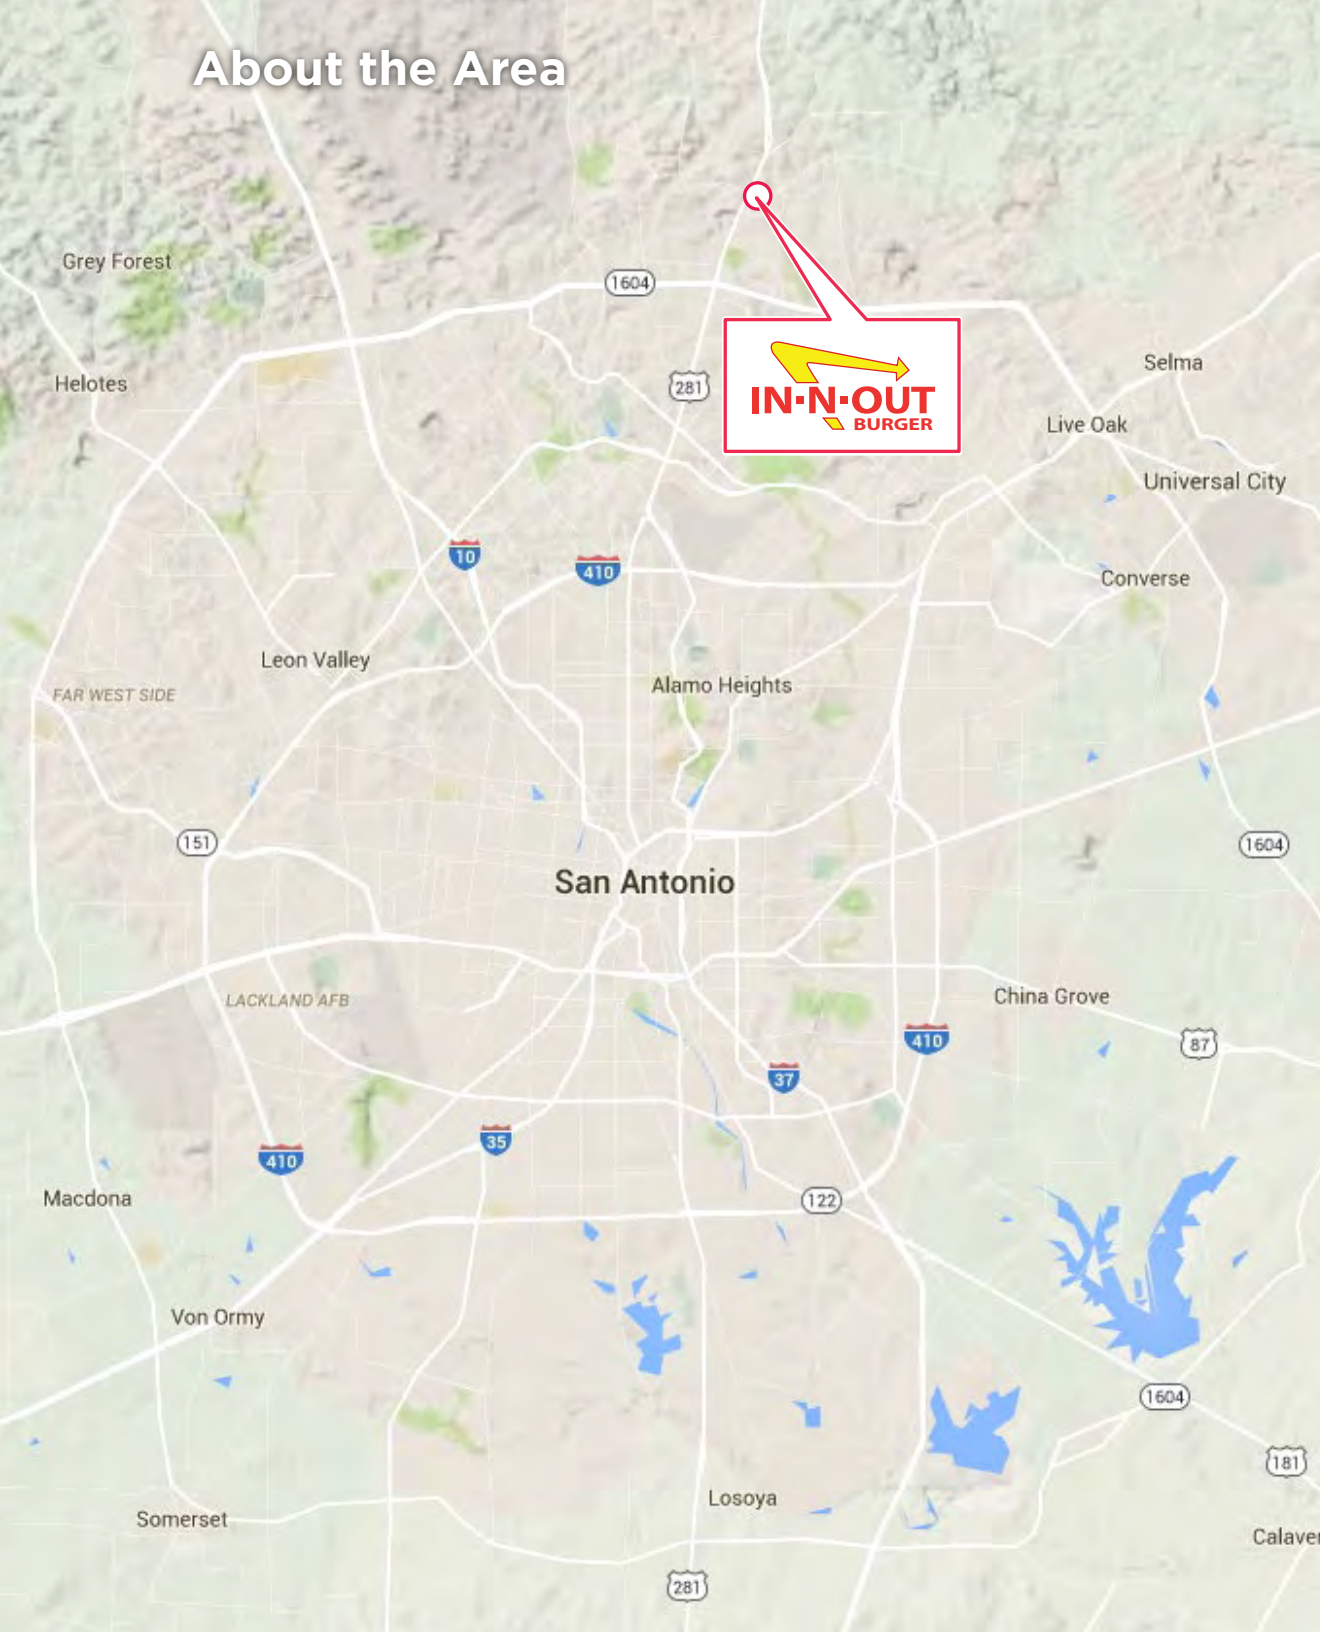 About the Area
Grey Forest
1604
Helotes
281
IN-N-OUT
BURGER
Selma
Live Oak
Universal City
10
410
Converse
Leon Valley
Alamo Heights
FAR WEST SIDE
151
1604
San Antonio
LACKLAND AFB
China Grove
410
87
37
35
410
Macdona
122
Von Ormy
1604
181
Losoya
Somerset
Calaver
281